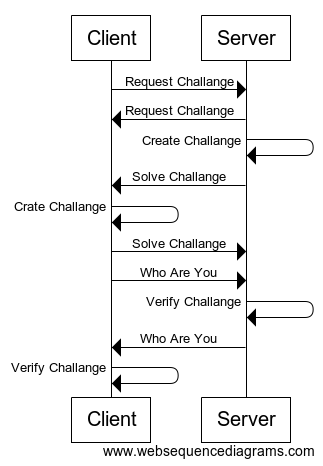 Client
Server
Request Challange
Request Challange
Create Challange
Solve Challange
Crate Challange
Solve Challange
Who Are You
Verify Challange
Who Are You
Verify Challange
Client
Server
www.websequencediagrams.com